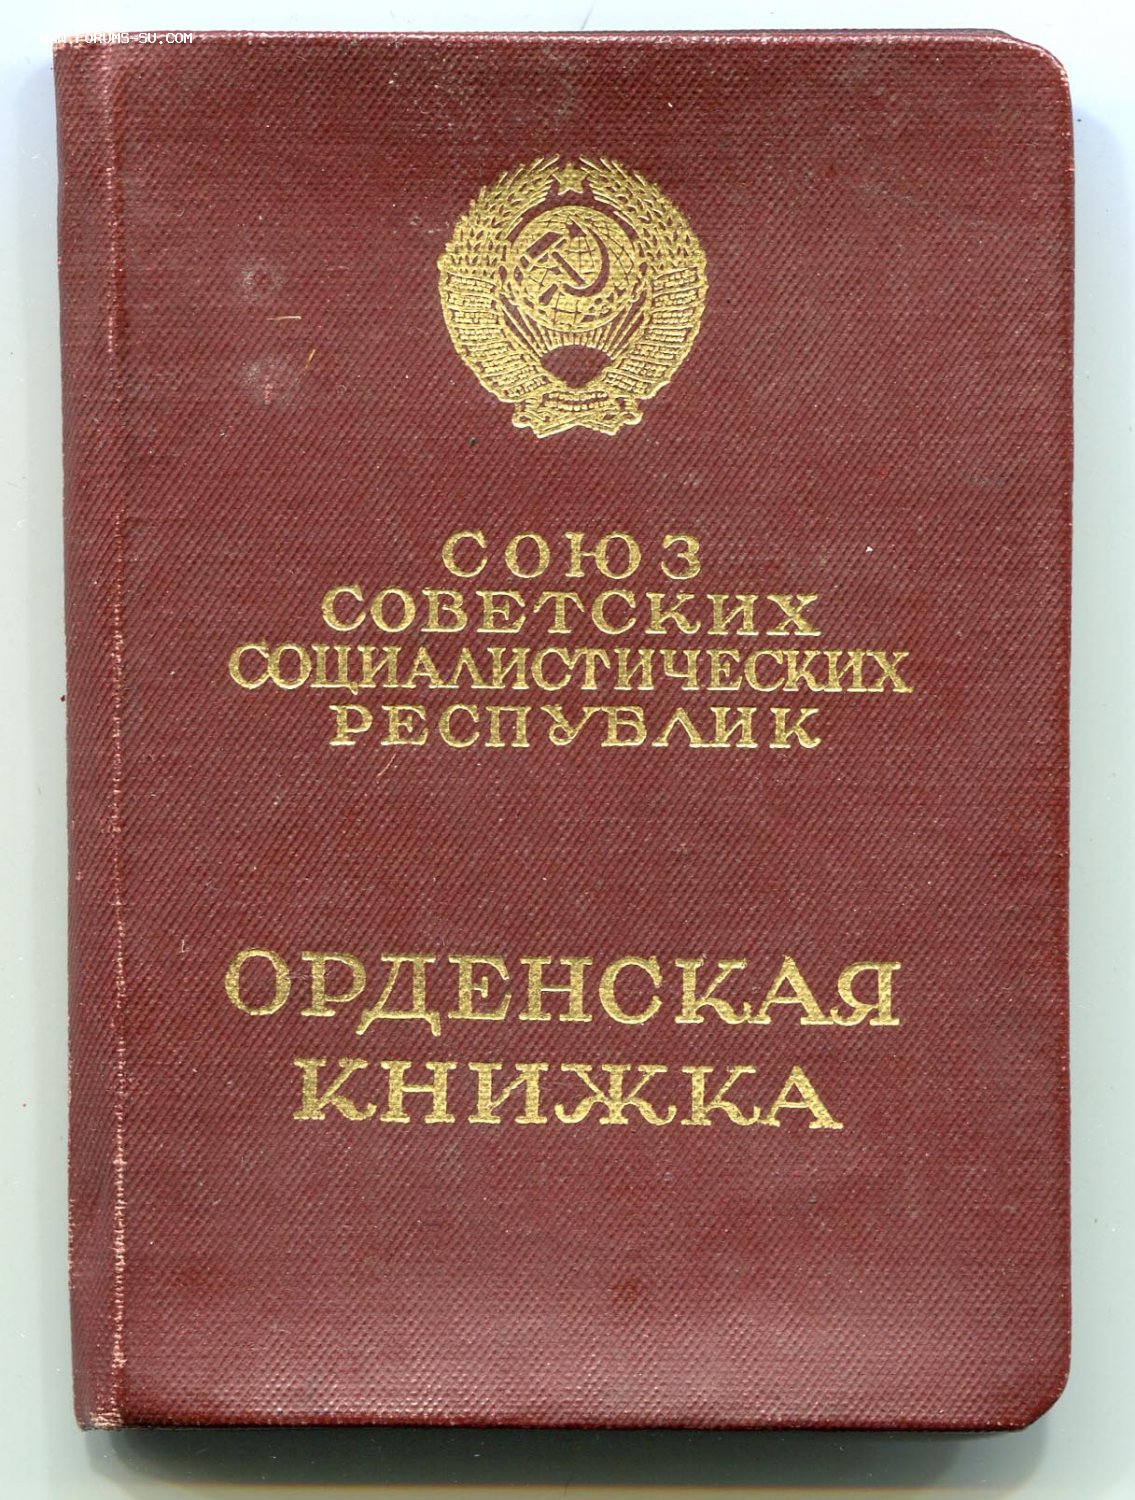 WWW.FORUMS-SU.COM
СОЮЗ
СОВЕТСКИХ
СОЦИАЛИСТИЧЕСКИХ
РЕСПУБЛИК
ОРДЕНСКАЯ
КНИЖКА